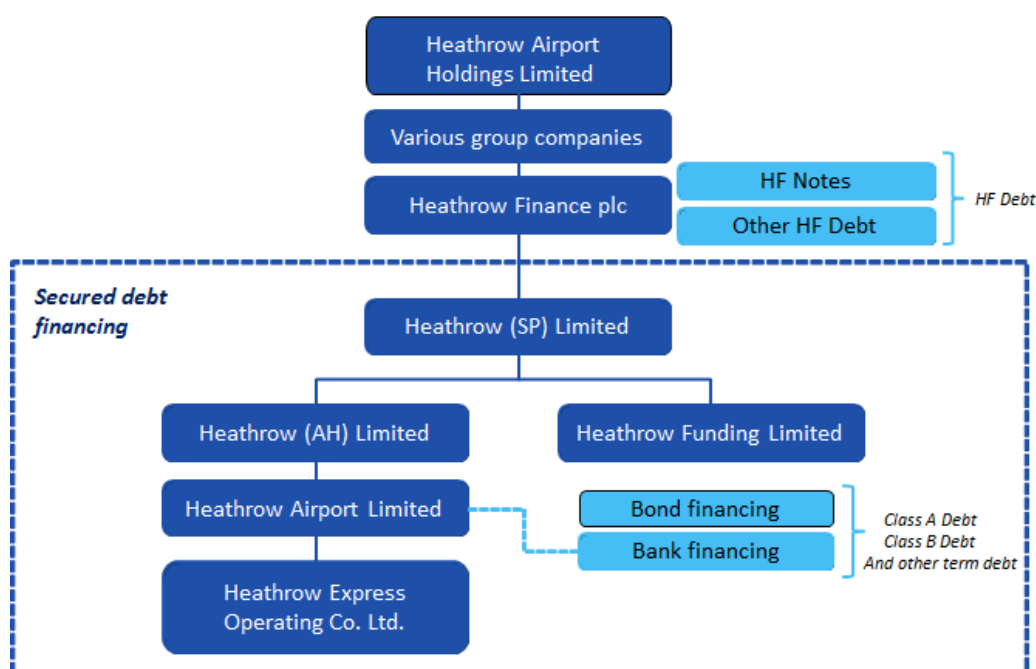 Heathrow Airport
Holdings Limited
Various group companies
Heathrow Finance plc
HF Notes
Other HF Debt
HF Debt
Secured debt
financing
Heathrow (SP) Limited
Heathrow (AH) Limited
Heathrow Funding Limited
Heathrow Airport Limited
Bond financing
Bank financing
Class A Debt
Class B Debt
And other term debt
Heathrow Express
Operating Co. Ltd.